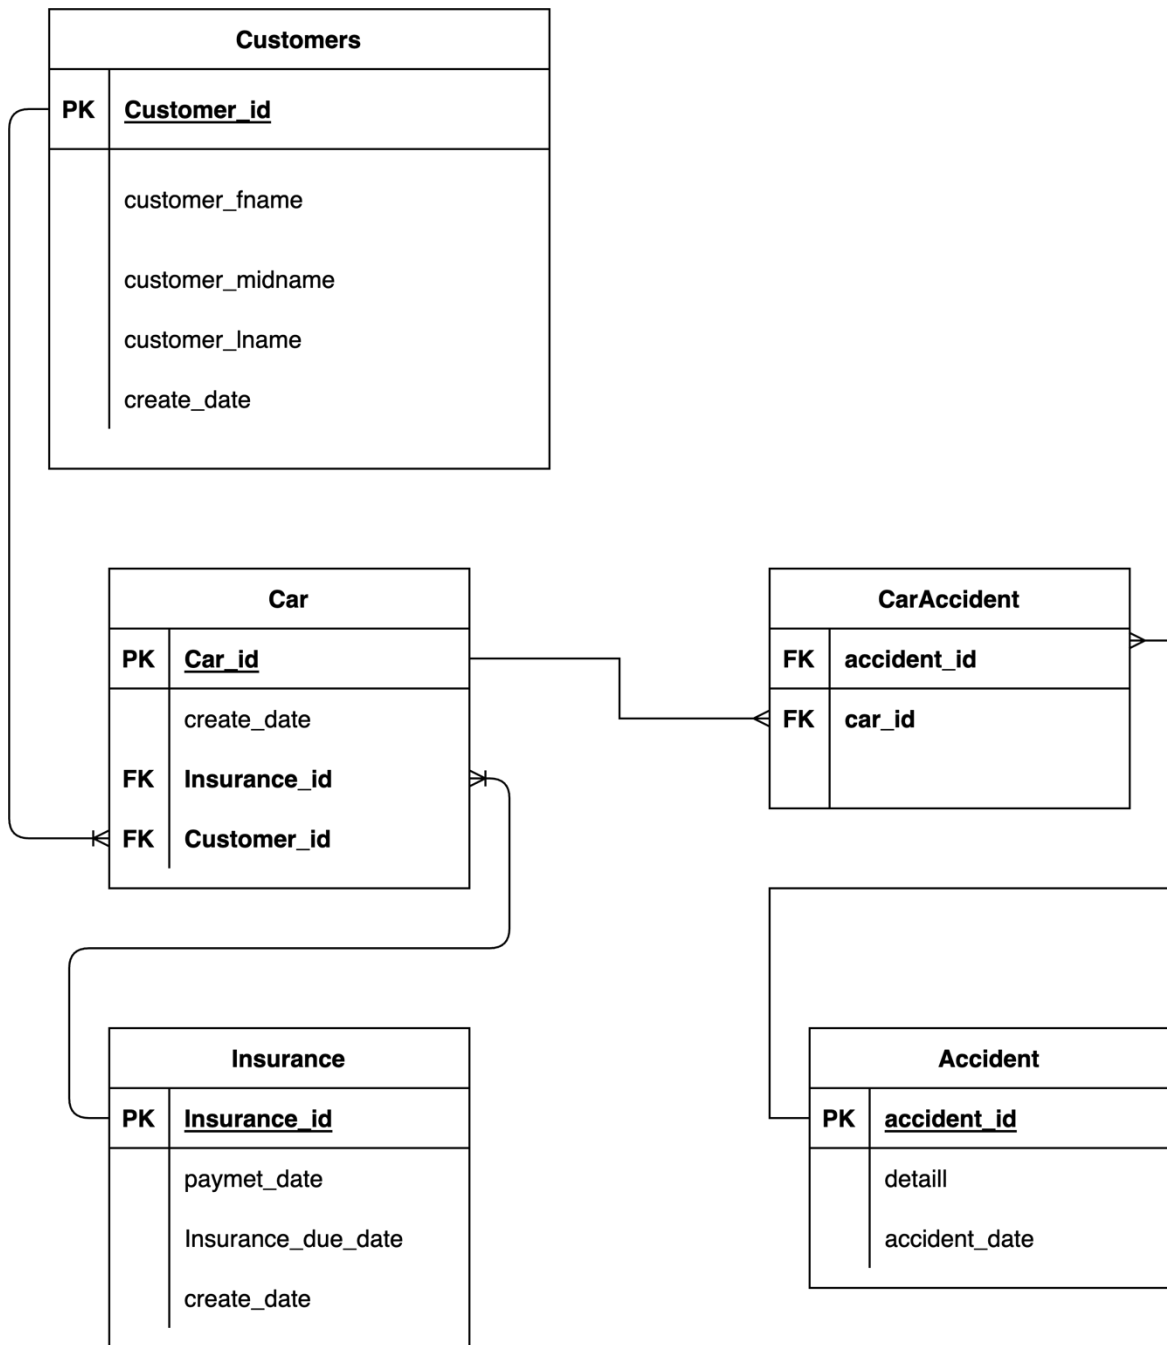 Customers
PK Customer_id
customer_fname
customer_midname
customer_lname
create_date
Car
PK Car_id
create_date
FK Insurance_id
FK Customer_id
CarAccident
FK accident_id
FK car_id
Insurance
PK Insurance_id
paymet_date
Insurance_due_date
create_date
Accident
PK accident_id
detaill
accident_date